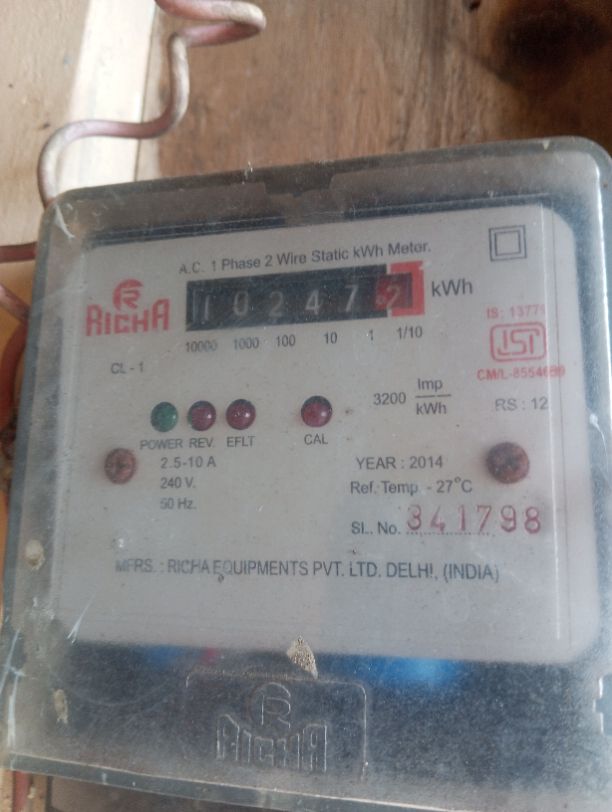 A.C. 1 Phase 2 Wire Static kWh Meter.
RICHA
102472 kWh
10000 1000 100 10 1 1/10
IS: 13779
ISI
CM/L-8554689
CL - 1
3200 Imp/kWh
RS : 12
POWER REV. EFLT CAL
2.5-10 A
240 V.
50 Hz.
YEAR : 2014
Ref. Temp. - 27°C
SL. No. 341798
MFRS. : RICHA EQUIPMENTS PVT. LTD. DELHI, (INDIA)
RICHA